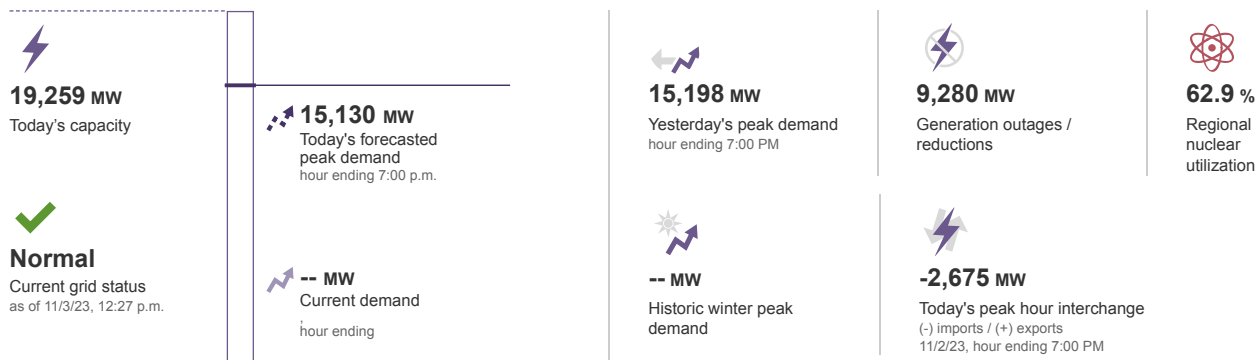 19,259 MW
Today's capacity
Normal
Current grid status
as of 11/3/23, 12:27 p.m.
15,130 MW
Today's forecasted
peak demand
hour ending 7:00 p.m.
-- MW
Current demand
,
hour ending
15,198 MW
Yesterday's peak demand
hour ending 7:00 PM
9,280 MW
Generation outages /
reductions
62.9 %
Regional
nuclear
utilization
-- MW
Historic winter peak
demand
-2,675 MW
Today's peak hour interchange
(-) imports / (+) exports
11/2/23, hour ending 7:00 PM